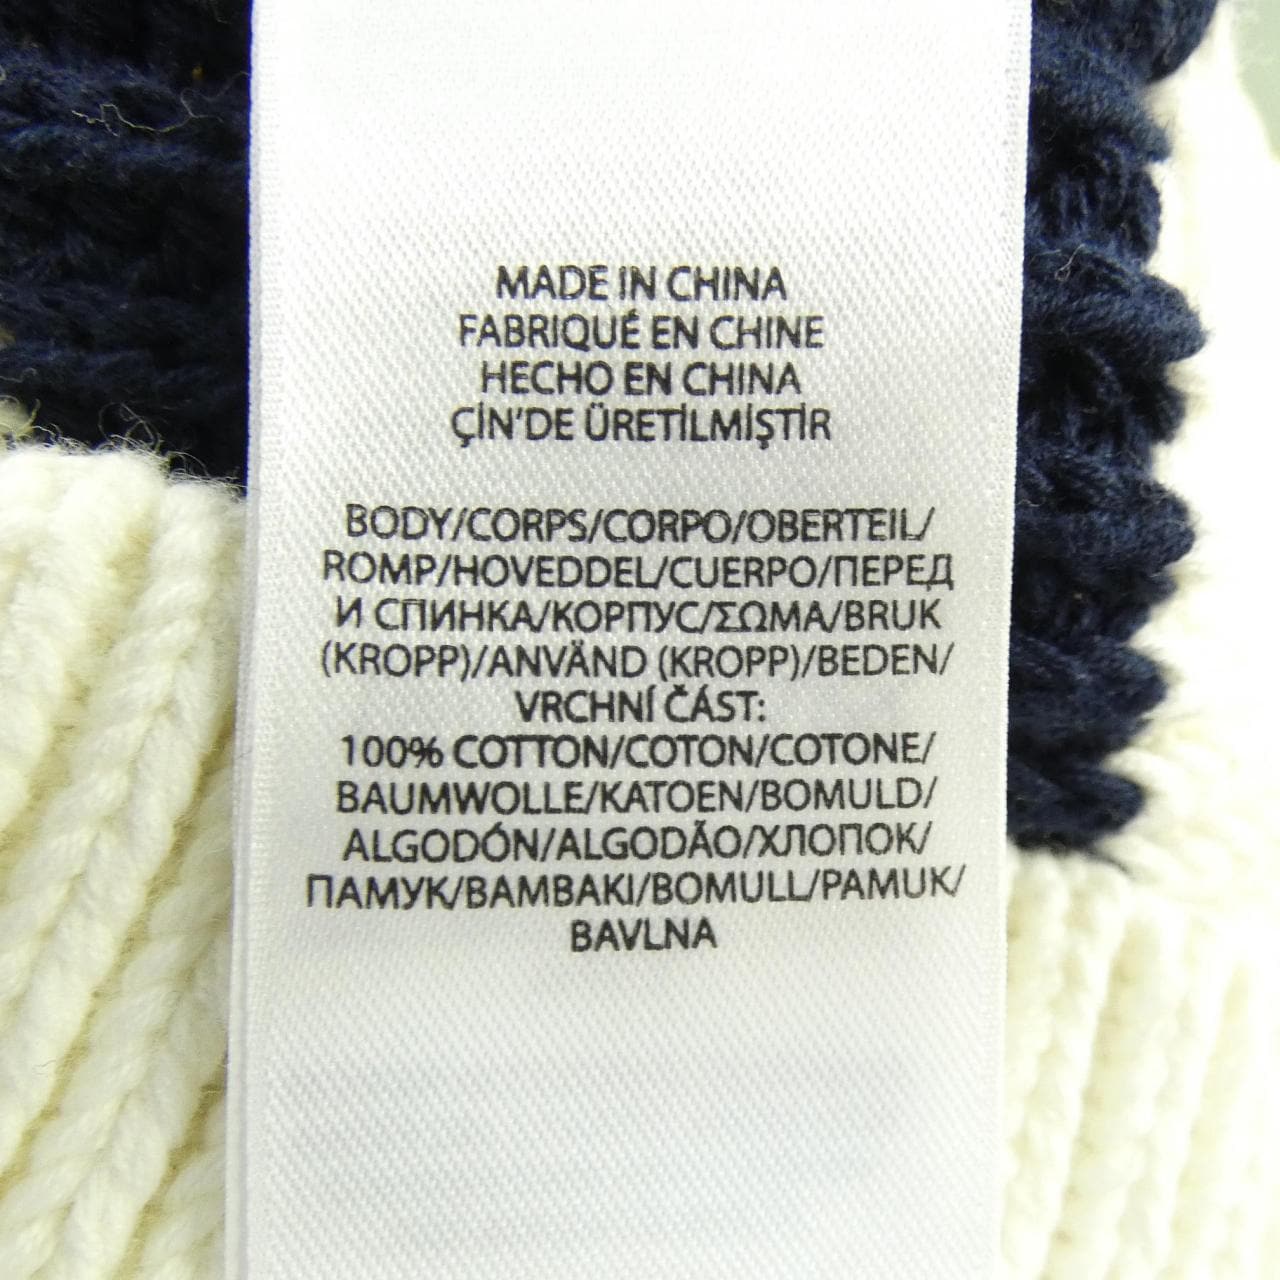 MADE IN CHINA
FABRIQUÉ EN CHINE
HECHO EN CHINA
ÇİN'DE ÜRETİLMİŞTİR
BODY/CORPS/CORPO/OBERTEIL/
ROMP/HOVEDDEL/CUERPO/ПЕРЕД
И СПИНКА/КОРПУС/ΣΩΜΑ/BRUK
(KROPP)/ANVÄND (KROPP)/BEDEN/
VRCHNÍ ČÁST:
100% COTTON/COTON/COTONE/
BAUMWOLLE/KATOEN/BOMULD/
ALGODÓN/ALGODÃO/ХЛОПОК/
ПАМУК/ΒΑΜΒΑΚΙ/BOMULL/PAMUK/
BAVLNA